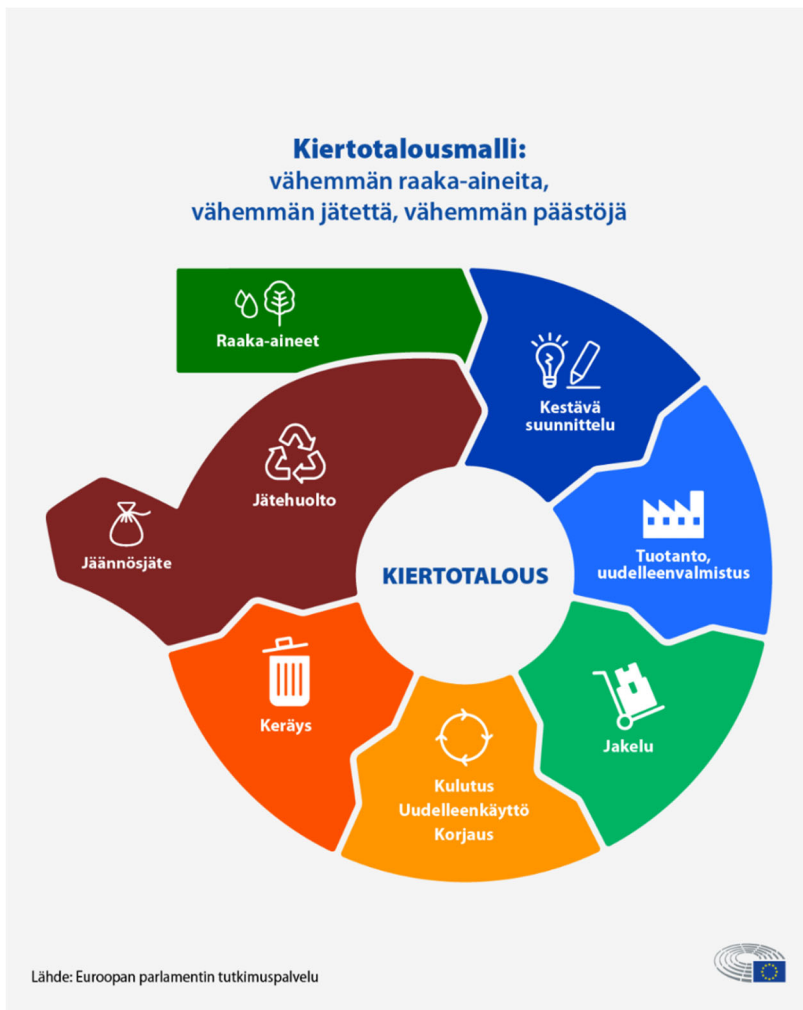 Kiertotalousmalli:
vähemmän raaka-aineita,
vähemmän jätettä, vähemmän päästöjä
Raaka-aineet
Kestävä
suunnittelu
Tuotanto,
uudelleenvalmistus
Jakelu
Kulutus
Uudelleenkäyttö
Korjaus
Keräys
Jätehuolto
Jäännösjäte
KIERTOTALOUS
Lähde: Euroopan parlamentin tutkimuspalvelu